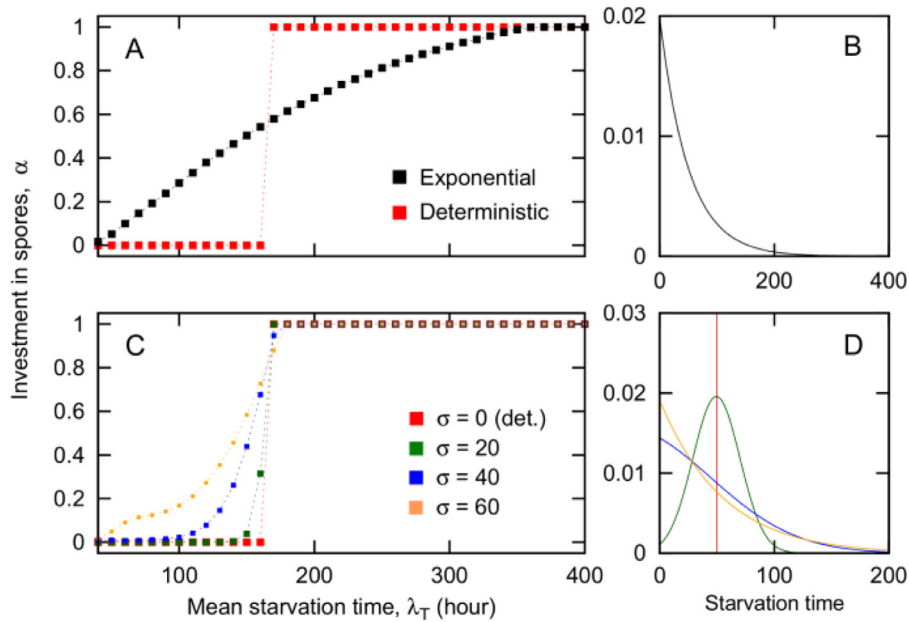 A
1
0.8
0.6
0.4
0.2
0
Exponential
Deterministic
B
0.02
0.01
0
0
200
400
Investment in spores, α
C
1
0.8
0.6
0.4
0.2
0
σ = 0 (det.)
σ = 20
σ = 40
σ = 60
100
200
300
400
Mean starvation time, λT (hour)
D
0.03
0.02
0.01
0
0
100
200
Starvation time